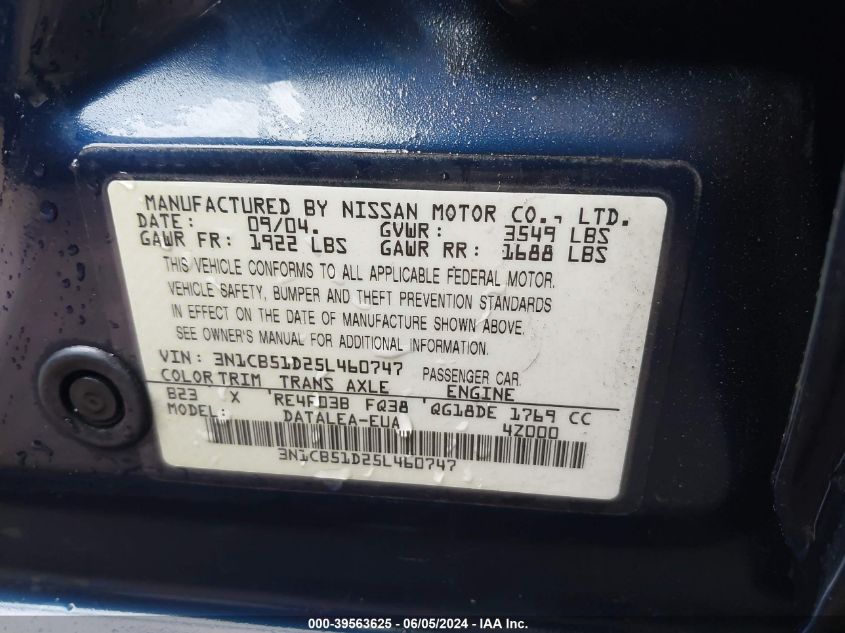 MANUFACTURED BY NISSAN MOTOR CO., LTD.
DATE: 09/04. GVWR: 3549 LBS
GAWR FR: 1922 LBS GAWR RR: 1688 LBS
THIS VEHICLE CONFORMS TO ALL APPLICABLE FEDERAL MOTOR.
VEHICLE SAFETY, BUMPER AND THEFT PREVENTION STANDARDS
IN EFFECT ON THE DATE OF MANUFACTURE SHOWN ABOVE.
SEE OWNER'S MANUAL FOR ADDITIONAL INFORMATION.
VIN: 3N1CB51D25L460747 PASSENGER CAR.
COLOR TRIM TRANS AXLE ENGINE
B23 X RE4F03B FQ38 QG18DE 1769 CC
MODEL: DATALEA-EUA 4Z000
3N1CB51D25L460747
000-39563625 - 06/05/2024 - IAA Inc.